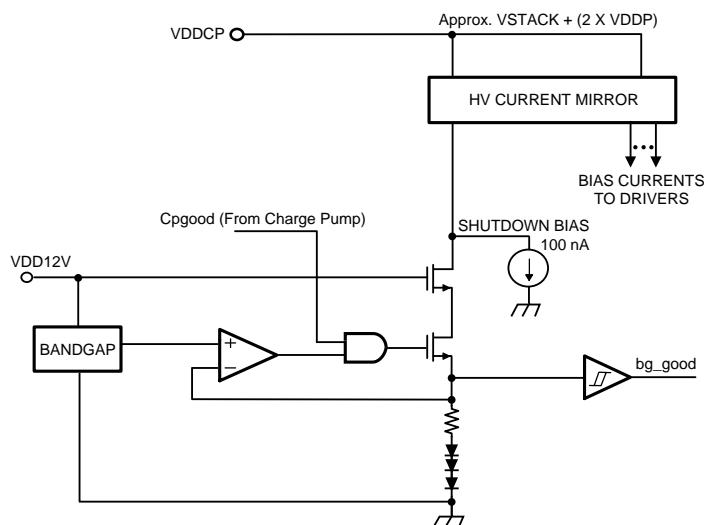 Approx. VSTACK + (2 X VDDP)
VDDCP
HV CURRENT MIRROR
BIAS CURRENTS
TO DRIVERS
Cpgood (From Charge Pump)
SHUTDOWN BIAS
100 nA
VDD12V
BANDGAP
+
−
bg_good